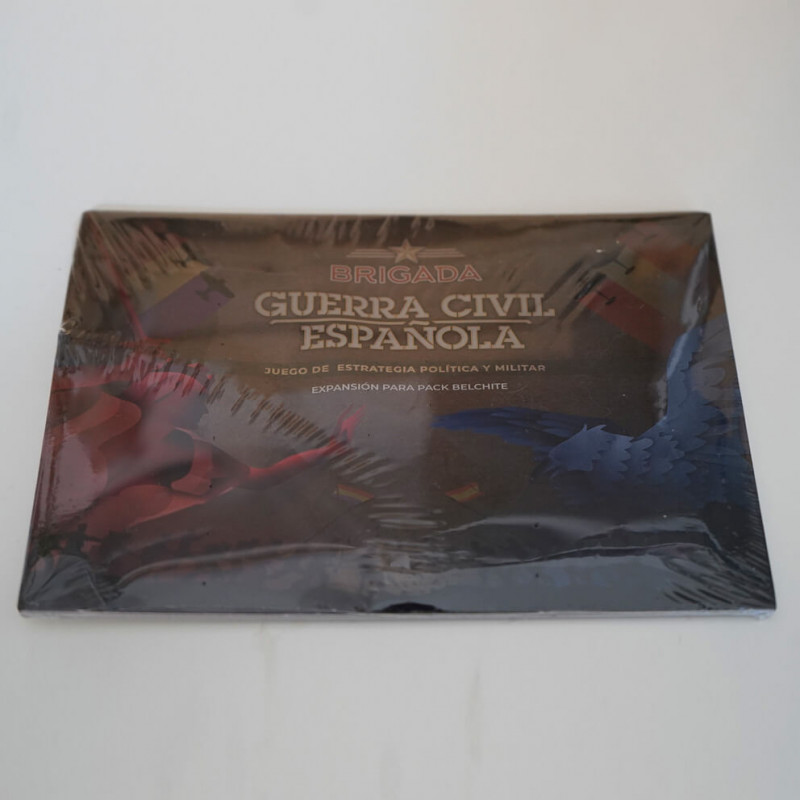 BRIGADA
GUERRA CIVIL
ESPAÑOLA
JUEGO DE ESTRATEGIA POLÍTICA Y MILITAR
EXPANSIÓN PARA PACK BELCHITE